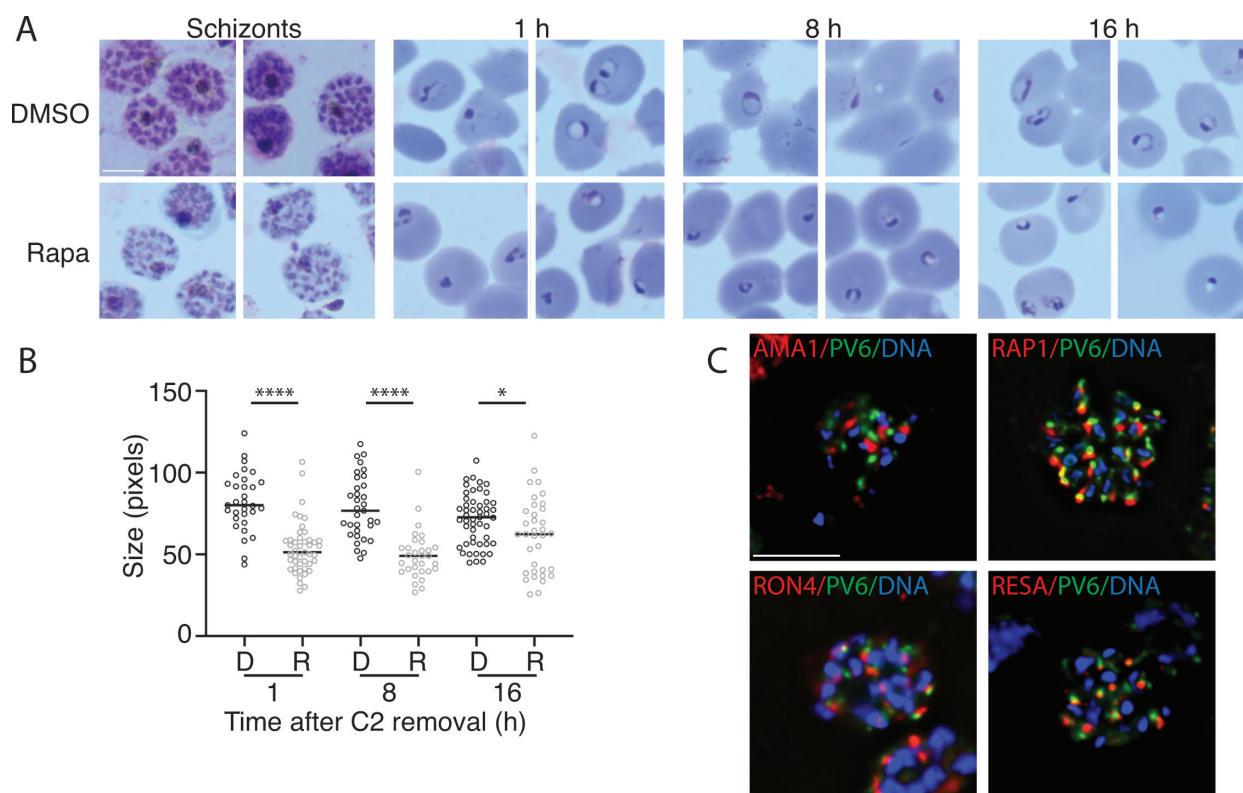 A
Schizonts 1 h 8 h 16 h
DMSO
Rapa
B
Size (pixels)
150
100
50
0
**** **** *
D R D R D R
1 8 16
Time after C2 removal (h)
C
AMA1/PV6/DNA RAP1/PV6/DNA
RON4/PV6/DNA RESA/PV6/DNA